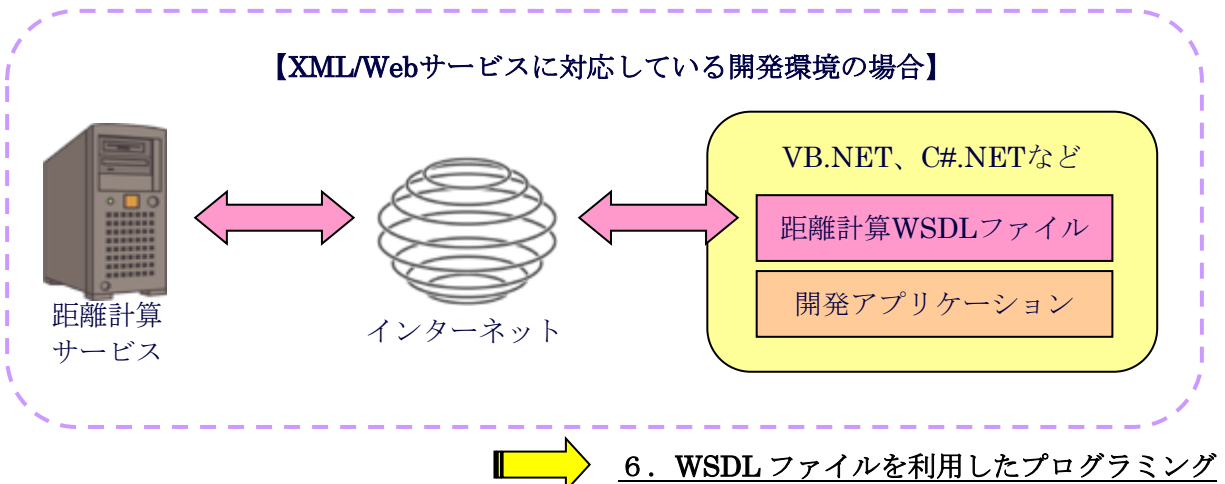 【XML/Webサービスに対応している開発環境の場合】
VB.NET、C#.NETなど
距離計算WSDLファイル
開発アプリケーション
距離計算
サービス
インターネット
６．WSDL ファイルを利用したプログラミング